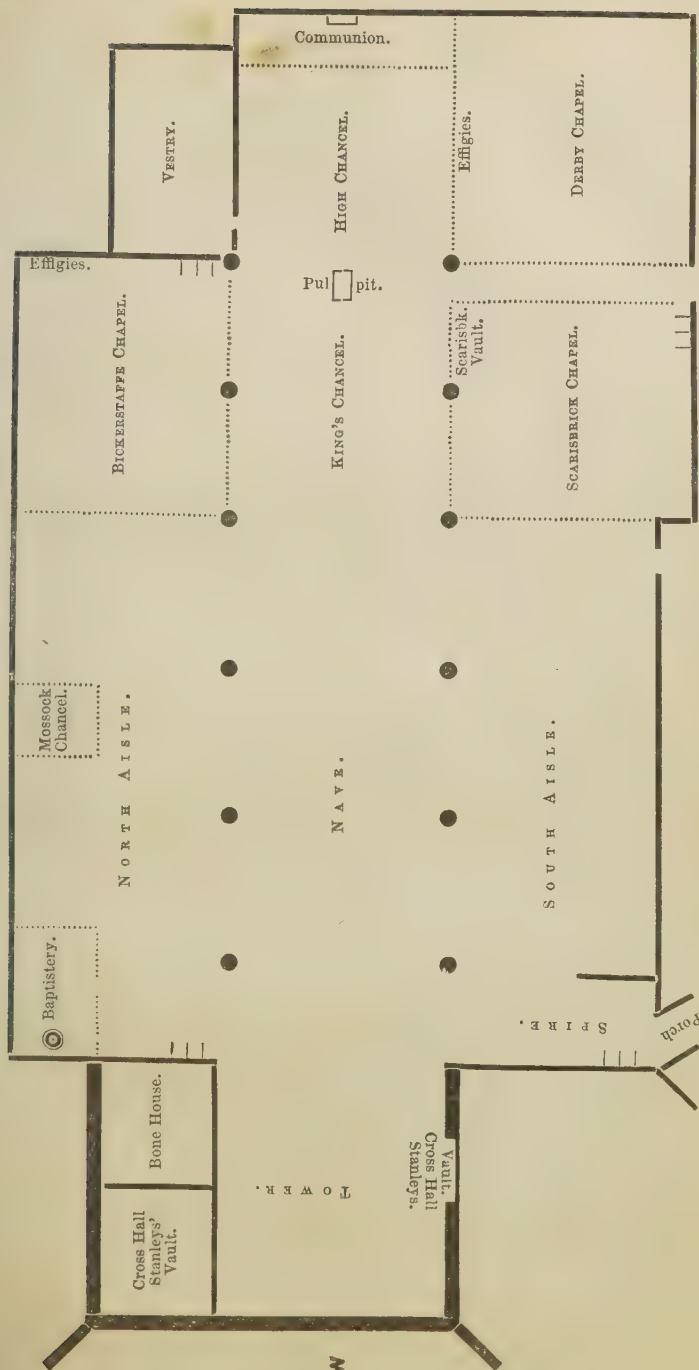 Communion.
VESTRY.
HIGH CHANCEL.
Effigies.
DERBY CHAPEL.
Effigies.
Pul pit.
BICKERSTAFFE CHAPEL.
KING'S CHANCEL.
Scarisbk.
Vault.
SCARISBRICK CHAPEL.
Mossock
Chancel.
NORTH AISLE.
NAVE.
SOUTH AISLE.
Baptistery.
SPIRE.
Porch
Bone House.
Cross Hall
Stanleys'
Vault.
TOWER.
Vault.
Cross Hall
Stanleys.
W